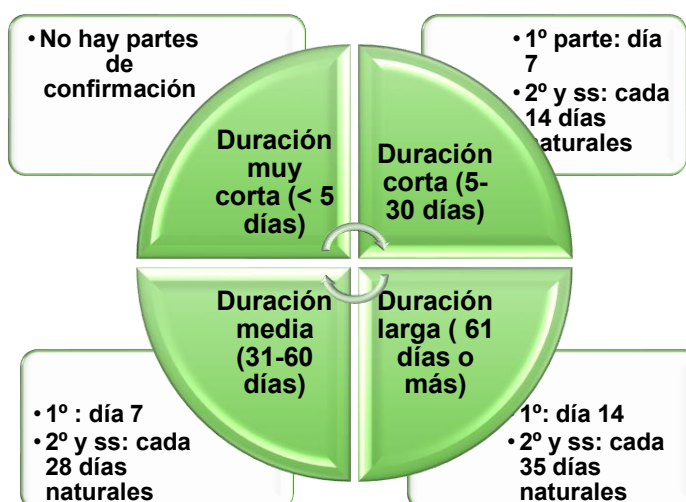 • No hay partes
de
confirmación
Duración
muy
corta (< 5
días)
Duración
corta (5-
30 días)
• 1º parte: día
7
• 2º y ss: cada
14 días
naturales
Duración
media
(31-60
días)
Duración
larga ( 61
días o
más)
• 1º : día 7
• 2º y ss: cada
28 días
naturales
• 1º: día 14
• 2º y ss: cada
35 días
naturales